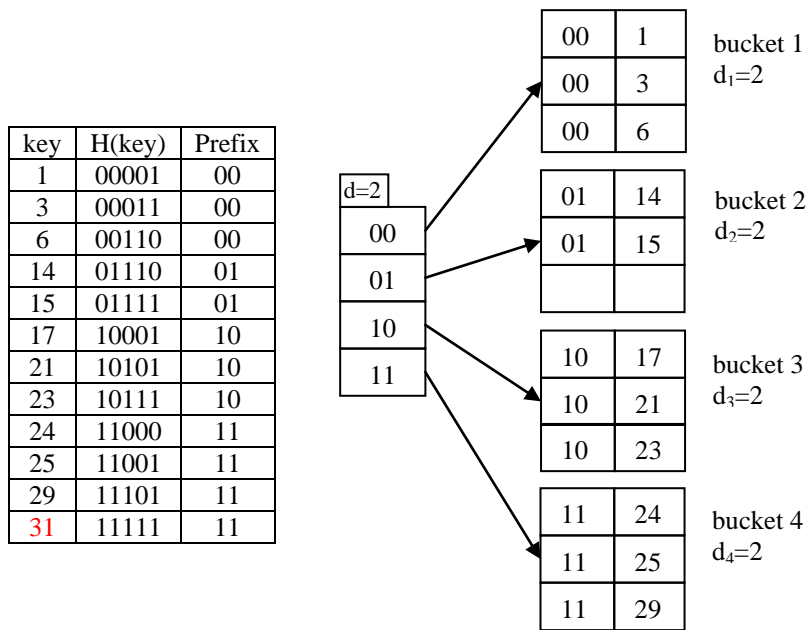 key H(key) Prefix
1 00001 00
3 00011 00
6 00110 00
14 01110 01
15 01111 01
17 10001 10
21 10101 10
23 10111 10
24 11000 11
25 11001 11
29 11101 11
31 11111 11
d=2
00
01
10
11
00 1
00 3
00 6
bucket 1
d₁=2
01 14
01 15
bucket 2
d₂=2
10 17
10 21
10 23
bucket 3
d₃=2
11 24
11 25
11 29
bucket 4
d₄=2